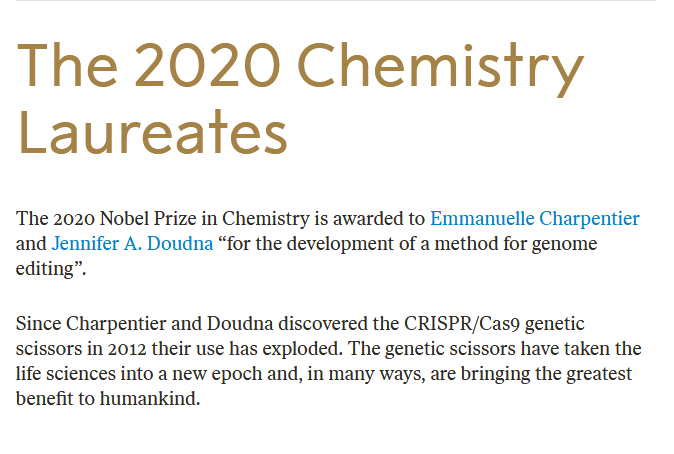 The 2020 Chemistry
Laureates
The 2020 Nobel Prize in Chemistry is awarded to Emmanuelle Charpentier
and Jennifer A. Doudna “for the development of a method for genome
editing”.
Since Charpentier and Doudna discovered the CRISPR/Cas9 genetic
scissors in 2012 their use has exploded. The genetic scissors have taken the
life sciences into a new epoch and, in many ways, are bringing the greatest
benefit to humankind.